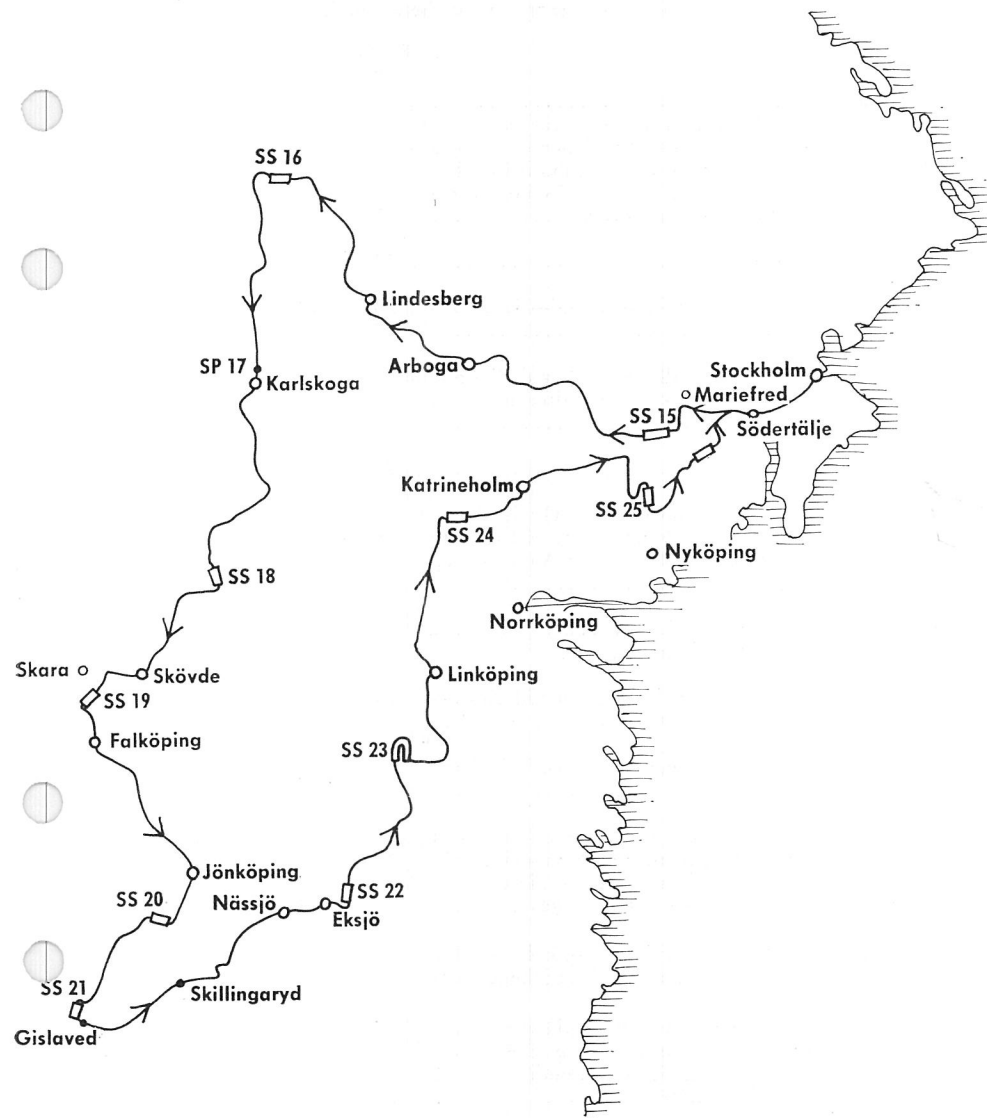 SS 16
Lindesberg
SP 17
Karlskoga
Arboga
Stockholm
Mariefred
SS 15
Södertälje
Katrineholm
SS 25
SS 24
Nyköping
SS 18
Norrköping
Skara
Skövde
Linköping
SS 19
Falköping
SS 23
Jönköping
SS 20
Nässjö
SS 22
Eksjö
SS 21
Skillingaryd
Gislaved